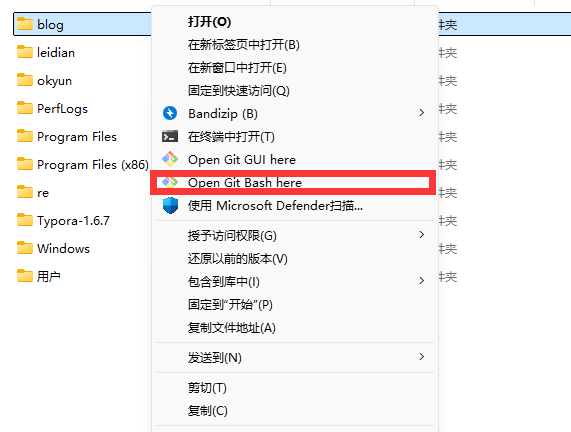 blog
leidian
okyun
PerfLogs
Program Files
Program Files (x86)
re
Typora-1.6.7
Windows
用户
打开(O)
在新标签页中打开(B)
在新窗口中打开(E)
固定到快速访问(Q)
Bandizip (B)
在终端中打开(T)
Open Git GUI here
Open Git Bash here
使用 Microsoft Defender扫描...
授予访问权限(G)
还原以前的版本(V)
包含到库中(I)
固定到“开始”(P)
复制文件地址(A)
发送到(N)
剪切(T)
复制(C)
件夹
件夹
件夹
件夹
件夹
件夹
件夹
件夹
件夹
件夹